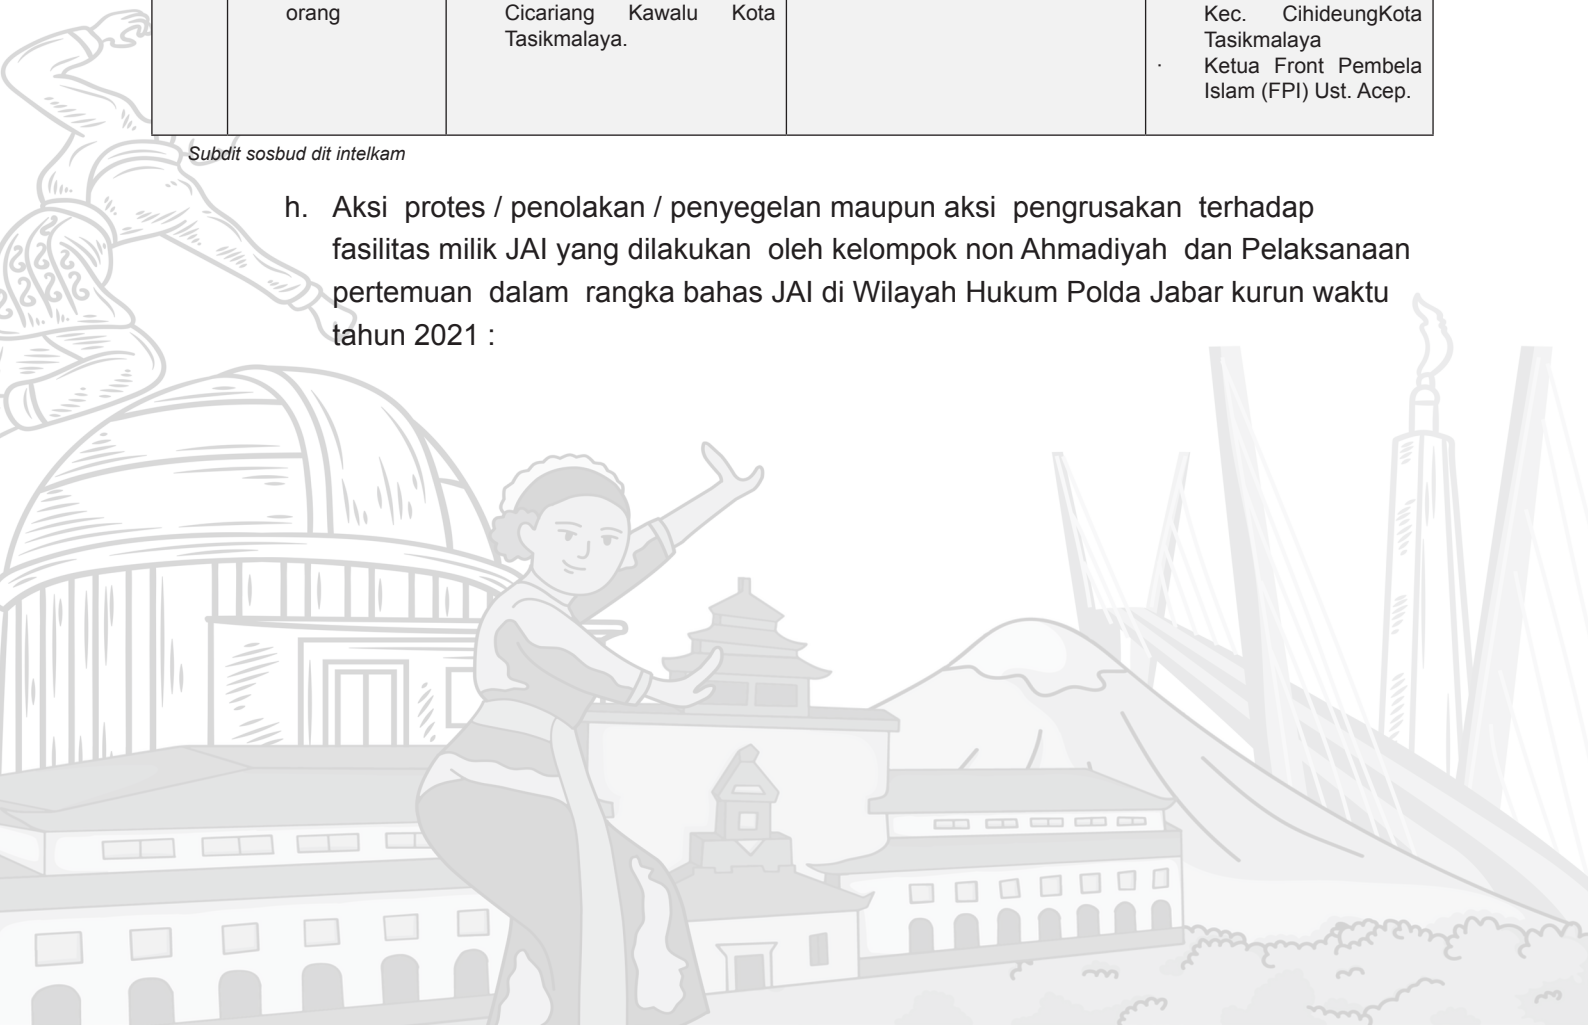 orang
Cicariang Kawalu Kota
Tasikmalaya.
Kec. CihideungKota
Tasikmalaya
· Ketua Front Pembela
Islam (FPI) Ust. Acep.
Subdit sosbud dit intelkam
h. Aksi protes / penolakan / penyegelan maupun aksi pengrusakan terhadap
fasilitas milik JAI yang dilakukan oleh kelompok non Ahmadiyah dan Pelaksanaan
pertemuan dalam rangka bahas JAI di Wilayah Hukum Polda Jabar kurun waktu
tahun 2021 :